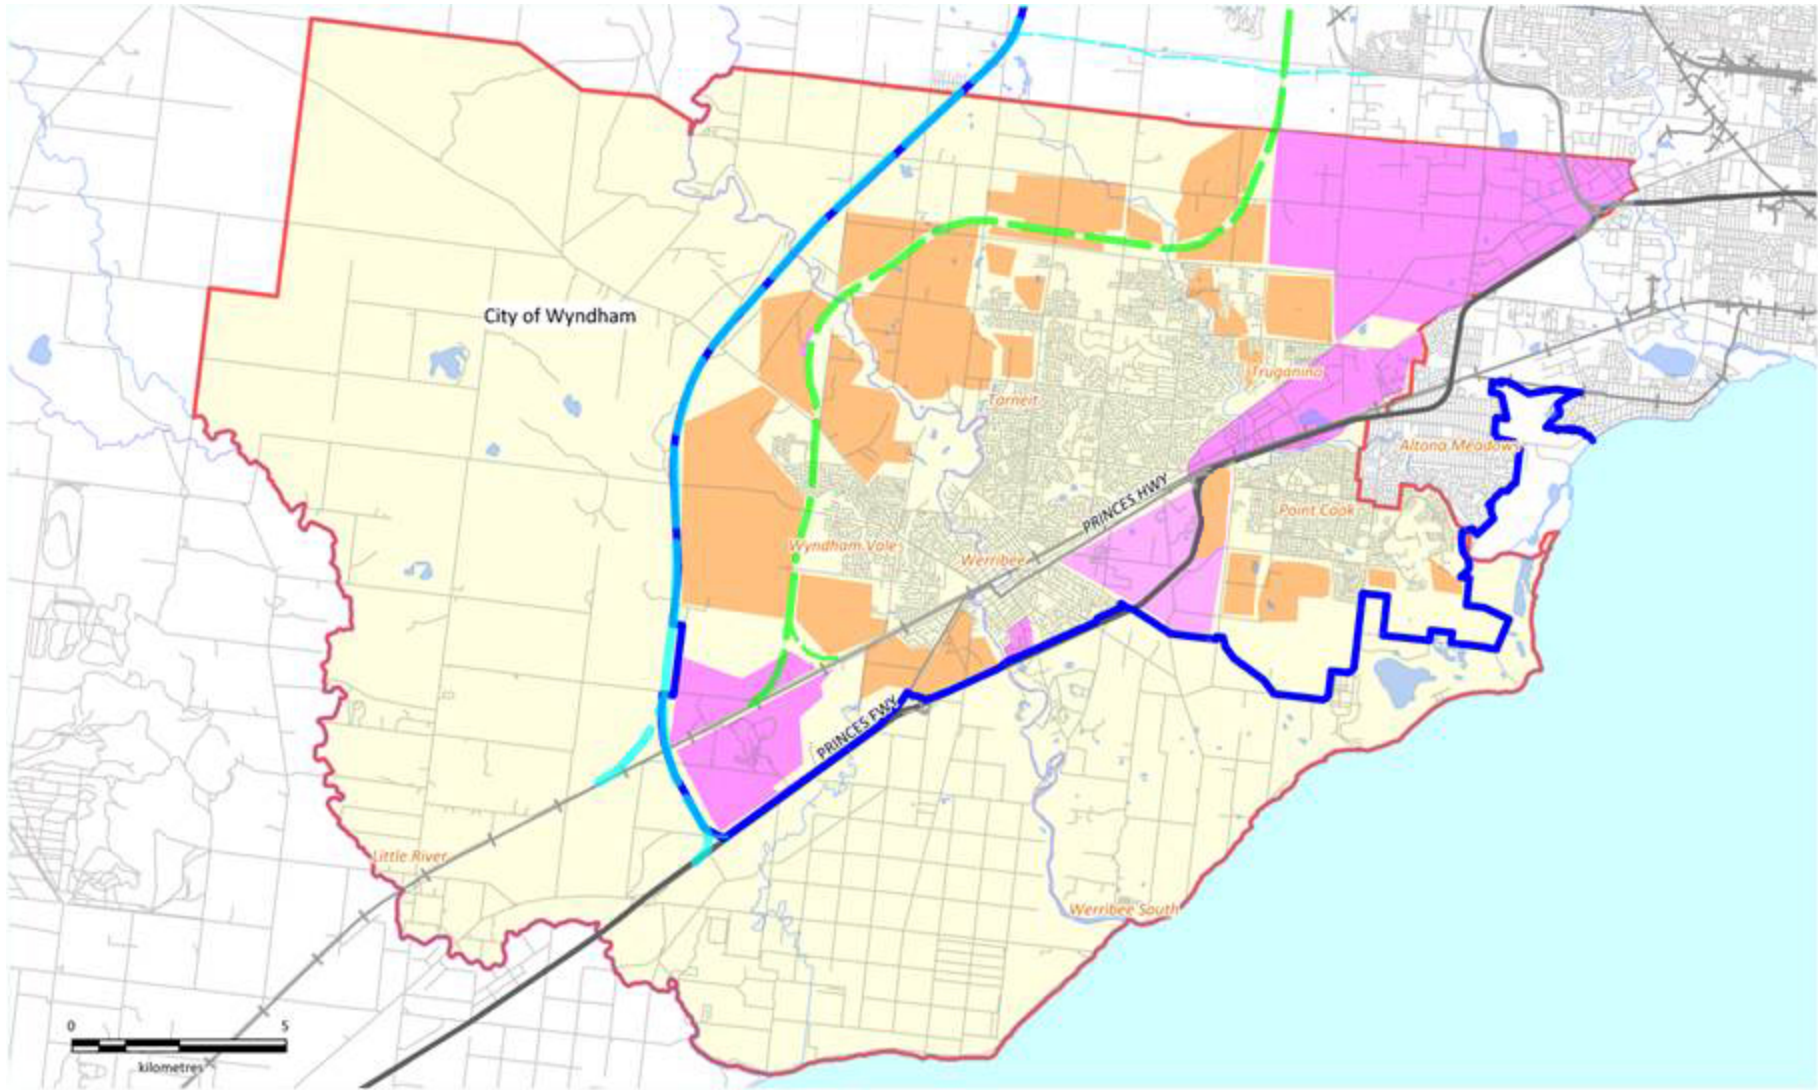 City of Wyndham
Truganina
Tarneit
Altona Meadows
PRINCES HWY
Point Cook
Wyndham Vale
Werribee
PRINCES FWY
Little River
Werribee South
0 5
kilometres